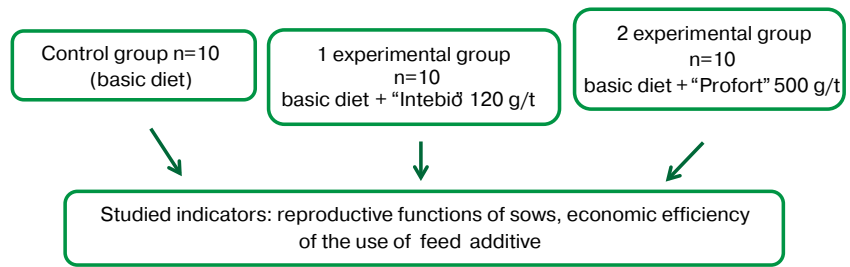 Control group n=10
(basic diet)
1 experimental group
n=10
basic diet + “Intebio” 120 g/t
2 experimental group
n=10
basic diet + “Profort” 500 g/t
Studied indicators: reproductive functions of sows, economic efficiency
of the use of feed additive